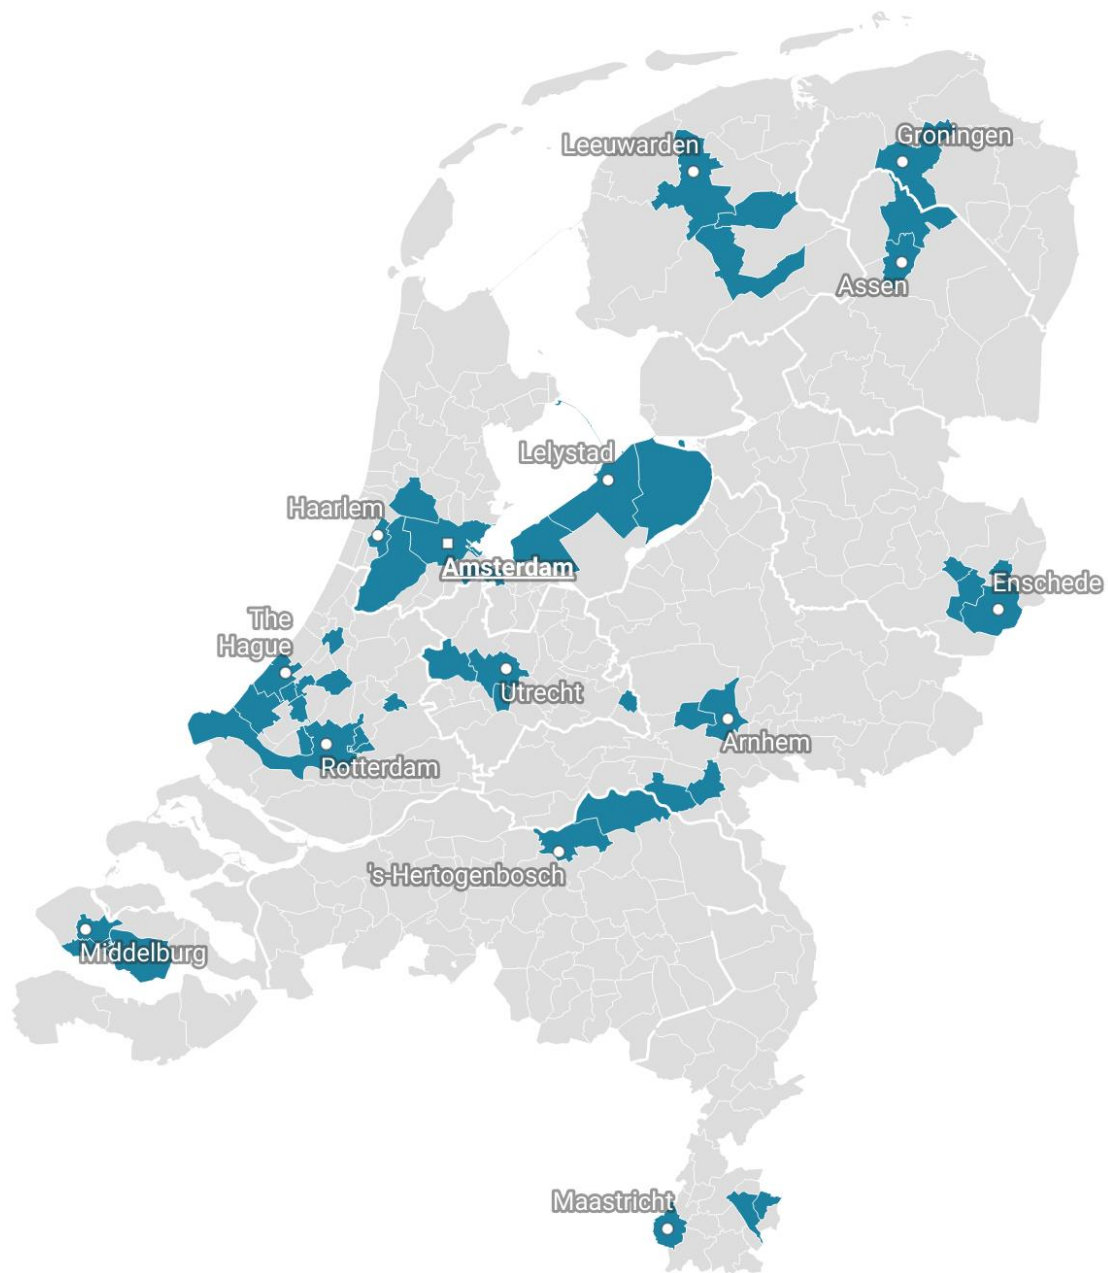 Groningen
Leeuwarden
Assen
Lelystad
Haarlem
Amsterdam
Enschede
The
Hague
Utrecht
Arnhem
Rotterdam
's-Hertogenbosch
Middelburg
Maastricht